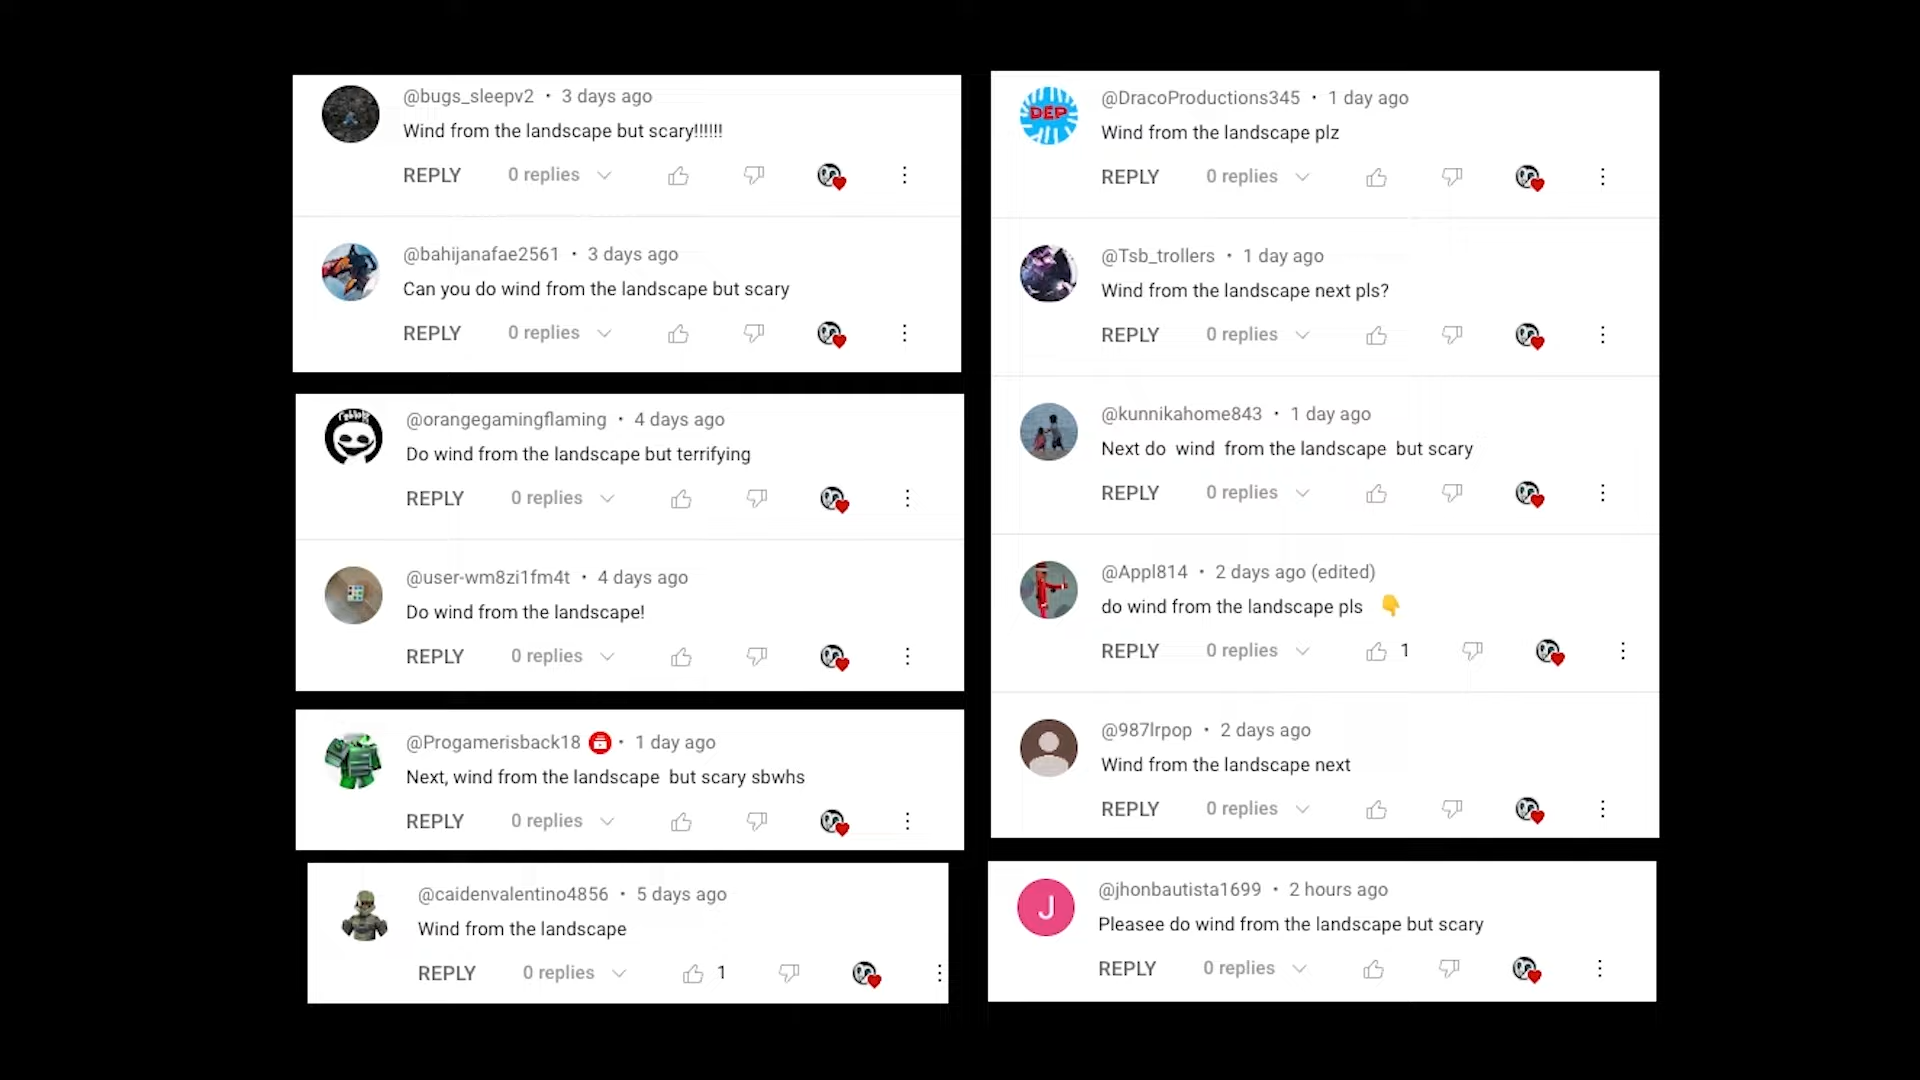 @bugs_sleepv2 • 3 days ago
Wind from the landscape but scary!!!!!!
REPLY 0 replies
@bahijanafae2561 • 3 days ago
Can you do wind from the landscape but scary
REPLY 0 replies
@orangegamingflaming • 4 days ago
Do wind from the landscape but terrifying
REPLY 0 replies
@user-wm8zi1fm4t • 4 days ago
Do wind from the landscape!
REPLY 0 replies
@Progamerisback18 • 1 day ago
Next, wind from the landscape but scary sbwhs
REPLY 0 replies
@caidenvalentino4856 • 5 days ago
Wind from the landscape
REPLY 0 replies 1
DEP
@DracoProductions345 • 1 day ago
Wind from the landscape plz
REPLY 0 replies
@Tsb_trollers • 1 day ago
Wind from the landscape next pls?
REPLY 0 replies
@kunnikahome843 • 1 day ago
Next do wind from the landscape but scary
REPLY 0 replies
@Appl814 • 2 days ago (edited)
do wind from the landscape pls 👇
REPLY 0 replies 1
@987lrpop • 2 days ago
Wind from the landscape next
REPLY 0 replies
J
@jhonbautista1699 • 2 hours ago
Pleasee do wind from the landscape but scary
REPLY 0 replies